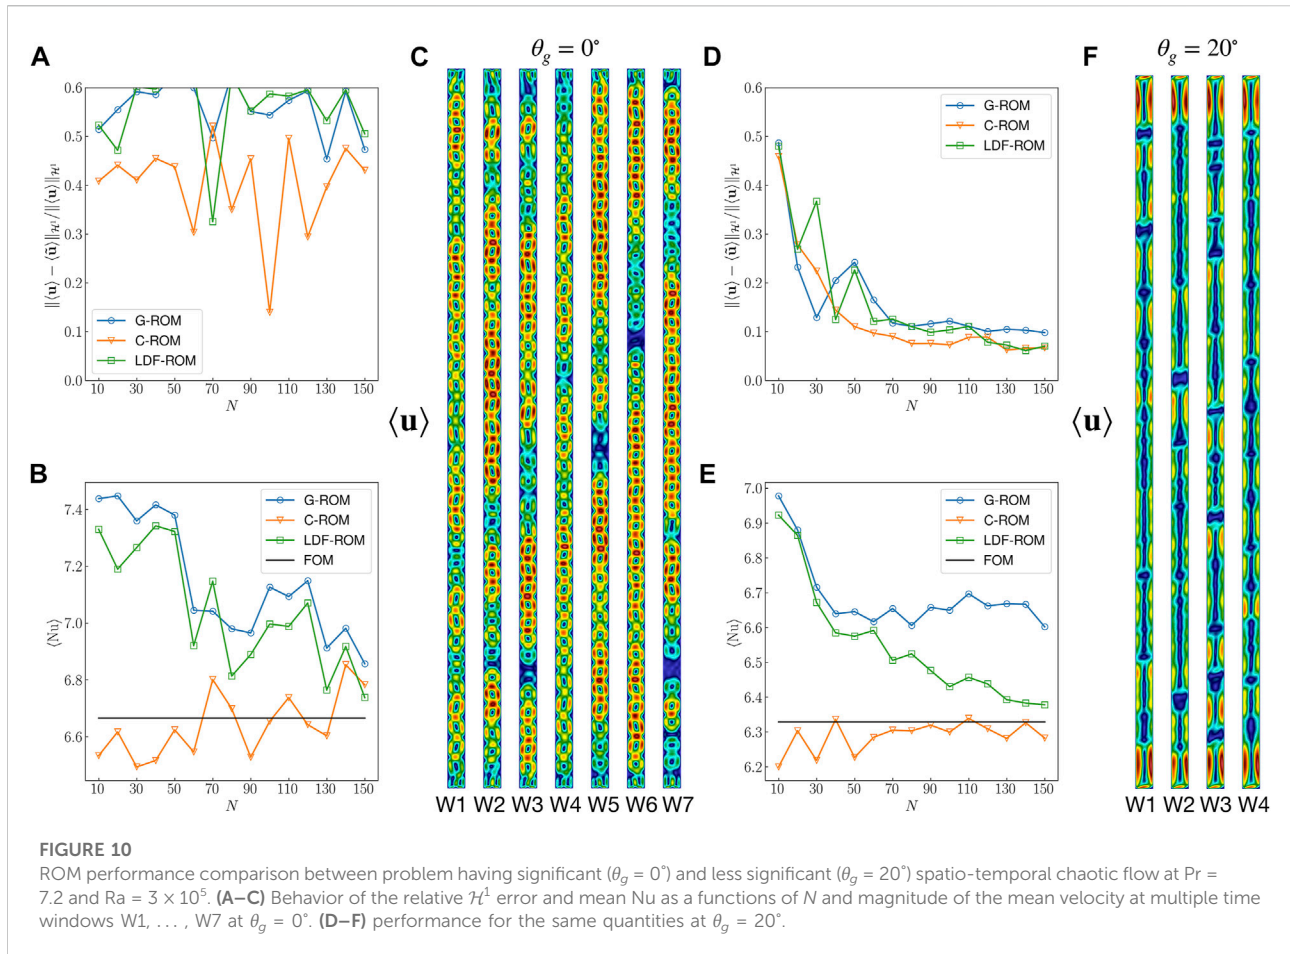 A
0.6
0.5
0.4
0.3
0.2
0.1
0.0
‖⟨u⟩ − ⟨ũ⟩‖ℋ¹/‖⟨u⟩‖ℋ¹
G-ROM
C-ROM
LDF-ROM
10 30 50 70 90 110 130 150
N
B
7.4
7.2
7.0
6.8
6.6
⟨Nu⟩
G-ROM
C-ROM
LDF-ROM
FOM
10 30 50 70 90 110 130 150
N
C
θg = 0°
⟨u⟩
W1 W2 W3 W4 W5 W6 W7
D
0.6
0.5
0.4
0.3
0.2
0.1
0.0
‖⟨u⟩ − ⟨ũ⟩‖ℋ¹/‖⟨u⟩‖ℋ¹
G-ROM
C-ROM
LDF-ROM
10 30 50 70 90 110 130 150
N
E
7.0
6.9
6.8
6.7
6.6
6.5
6.4
6.3
6.2
⟨Nu⟩
G-ROM
C-ROM
LDF-ROM
FOM
10 30 50 70 90 110 130 150
N
F
θg = 20°
⟨u⟩
W1 W2 W3 W4
FIGURE 10
ROM performance comparison between problem having significant (θg = 0°) and less significant (θg = 20°) spatio-temporal chaotic flow at Pr =
7.2 and Ra = 3 × 10⁵. (A–C) Behavior of the relative ℋ¹ error and mean Nu as a functions of N and magnitude of the mean velocity at multiple time
windows W1, . . . , W7 at θg = 0°. (D–F) performance for the same quantities at θg = 20°.